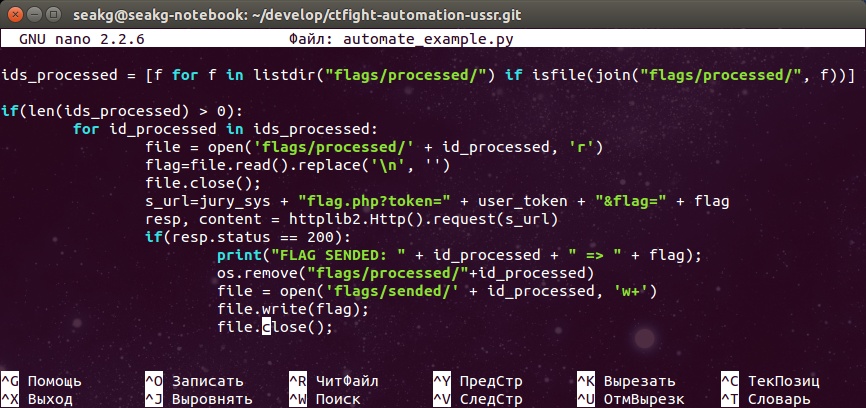 seakg@seakg-notebook: ~/develop/ctfight-automation-ussr.git
GNU nano 2.2.6 Файл: automate_example.py
ids_processed = [f for f in listdir("flags/processed/") if isfile(join("flags/processed/", f))]
if(len(ids_processed) > 0):
        for id_processed in ids_processed:
                file = open('flags/processed/' + id_processed, 'r')
                flag=file.read().replace('\n', '')
                file.close();
                s_url=jury_sys + "flag.php?token=" + user_token + "&flag=" + flag
                resp, content = httplib2.Http().request(s_url)
                if(resp.status == 200):
                        print("FLAG SENDED: " + id_processed + " => " + flag);
                        os.remove("flags/processed/"+id_processed)
                        file = open('flags/sended/' + id_processed, 'w+')
                        file.write(flag);
                        file.close();
^G Помощь ^O Записать ^R ЧитФайл ^Y ПредСтр ^K Вырезать ^C ТекПозиц
^X Выход ^J Выровнять ^W Поиск ^V СледСтр ^U ОтмВырезк ^T Словарь